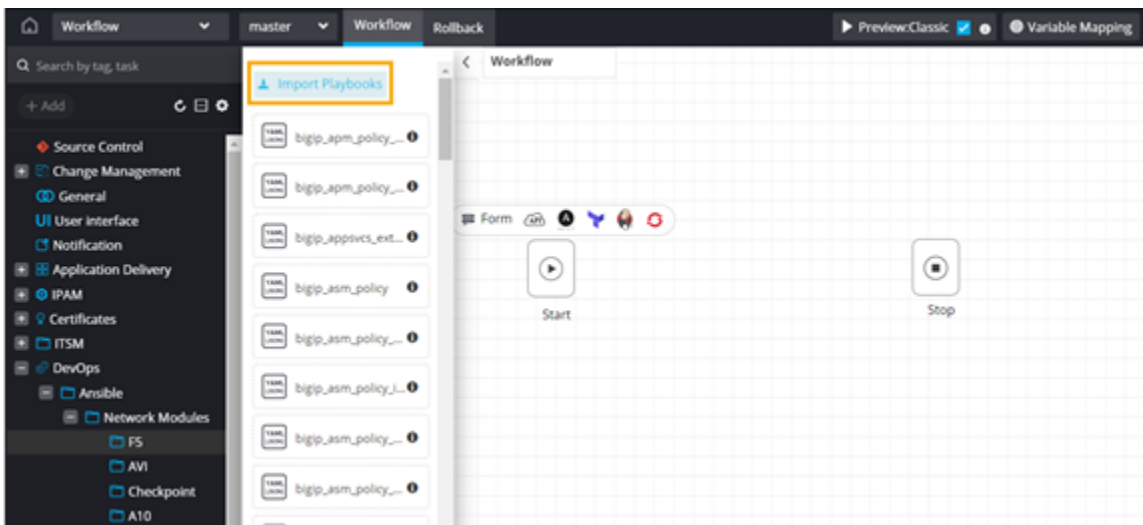 Workflow
master
Workflow
Rollback
Preview:Classic
Variable Mapping
Search by tag, task
+ Add
Source Control
Change Management
General
UI User interface
Notification
Application Delivery
IPAM
Certificates
ITSM
DevOps
Ansible
Network Modules
F5
AVI
Checkpoint
A10
Import Playbooks
bigip_apm_policy_...
bigip_apm_policy_...
bigip_appsvcs_ext...
bigip_asm_policy
bigip_asm_policy_...
bigip_asm_policy_i...
bigip_asm_policy_...
bigip_asm_policy_...
Workflow
Form
API
Start
Stop